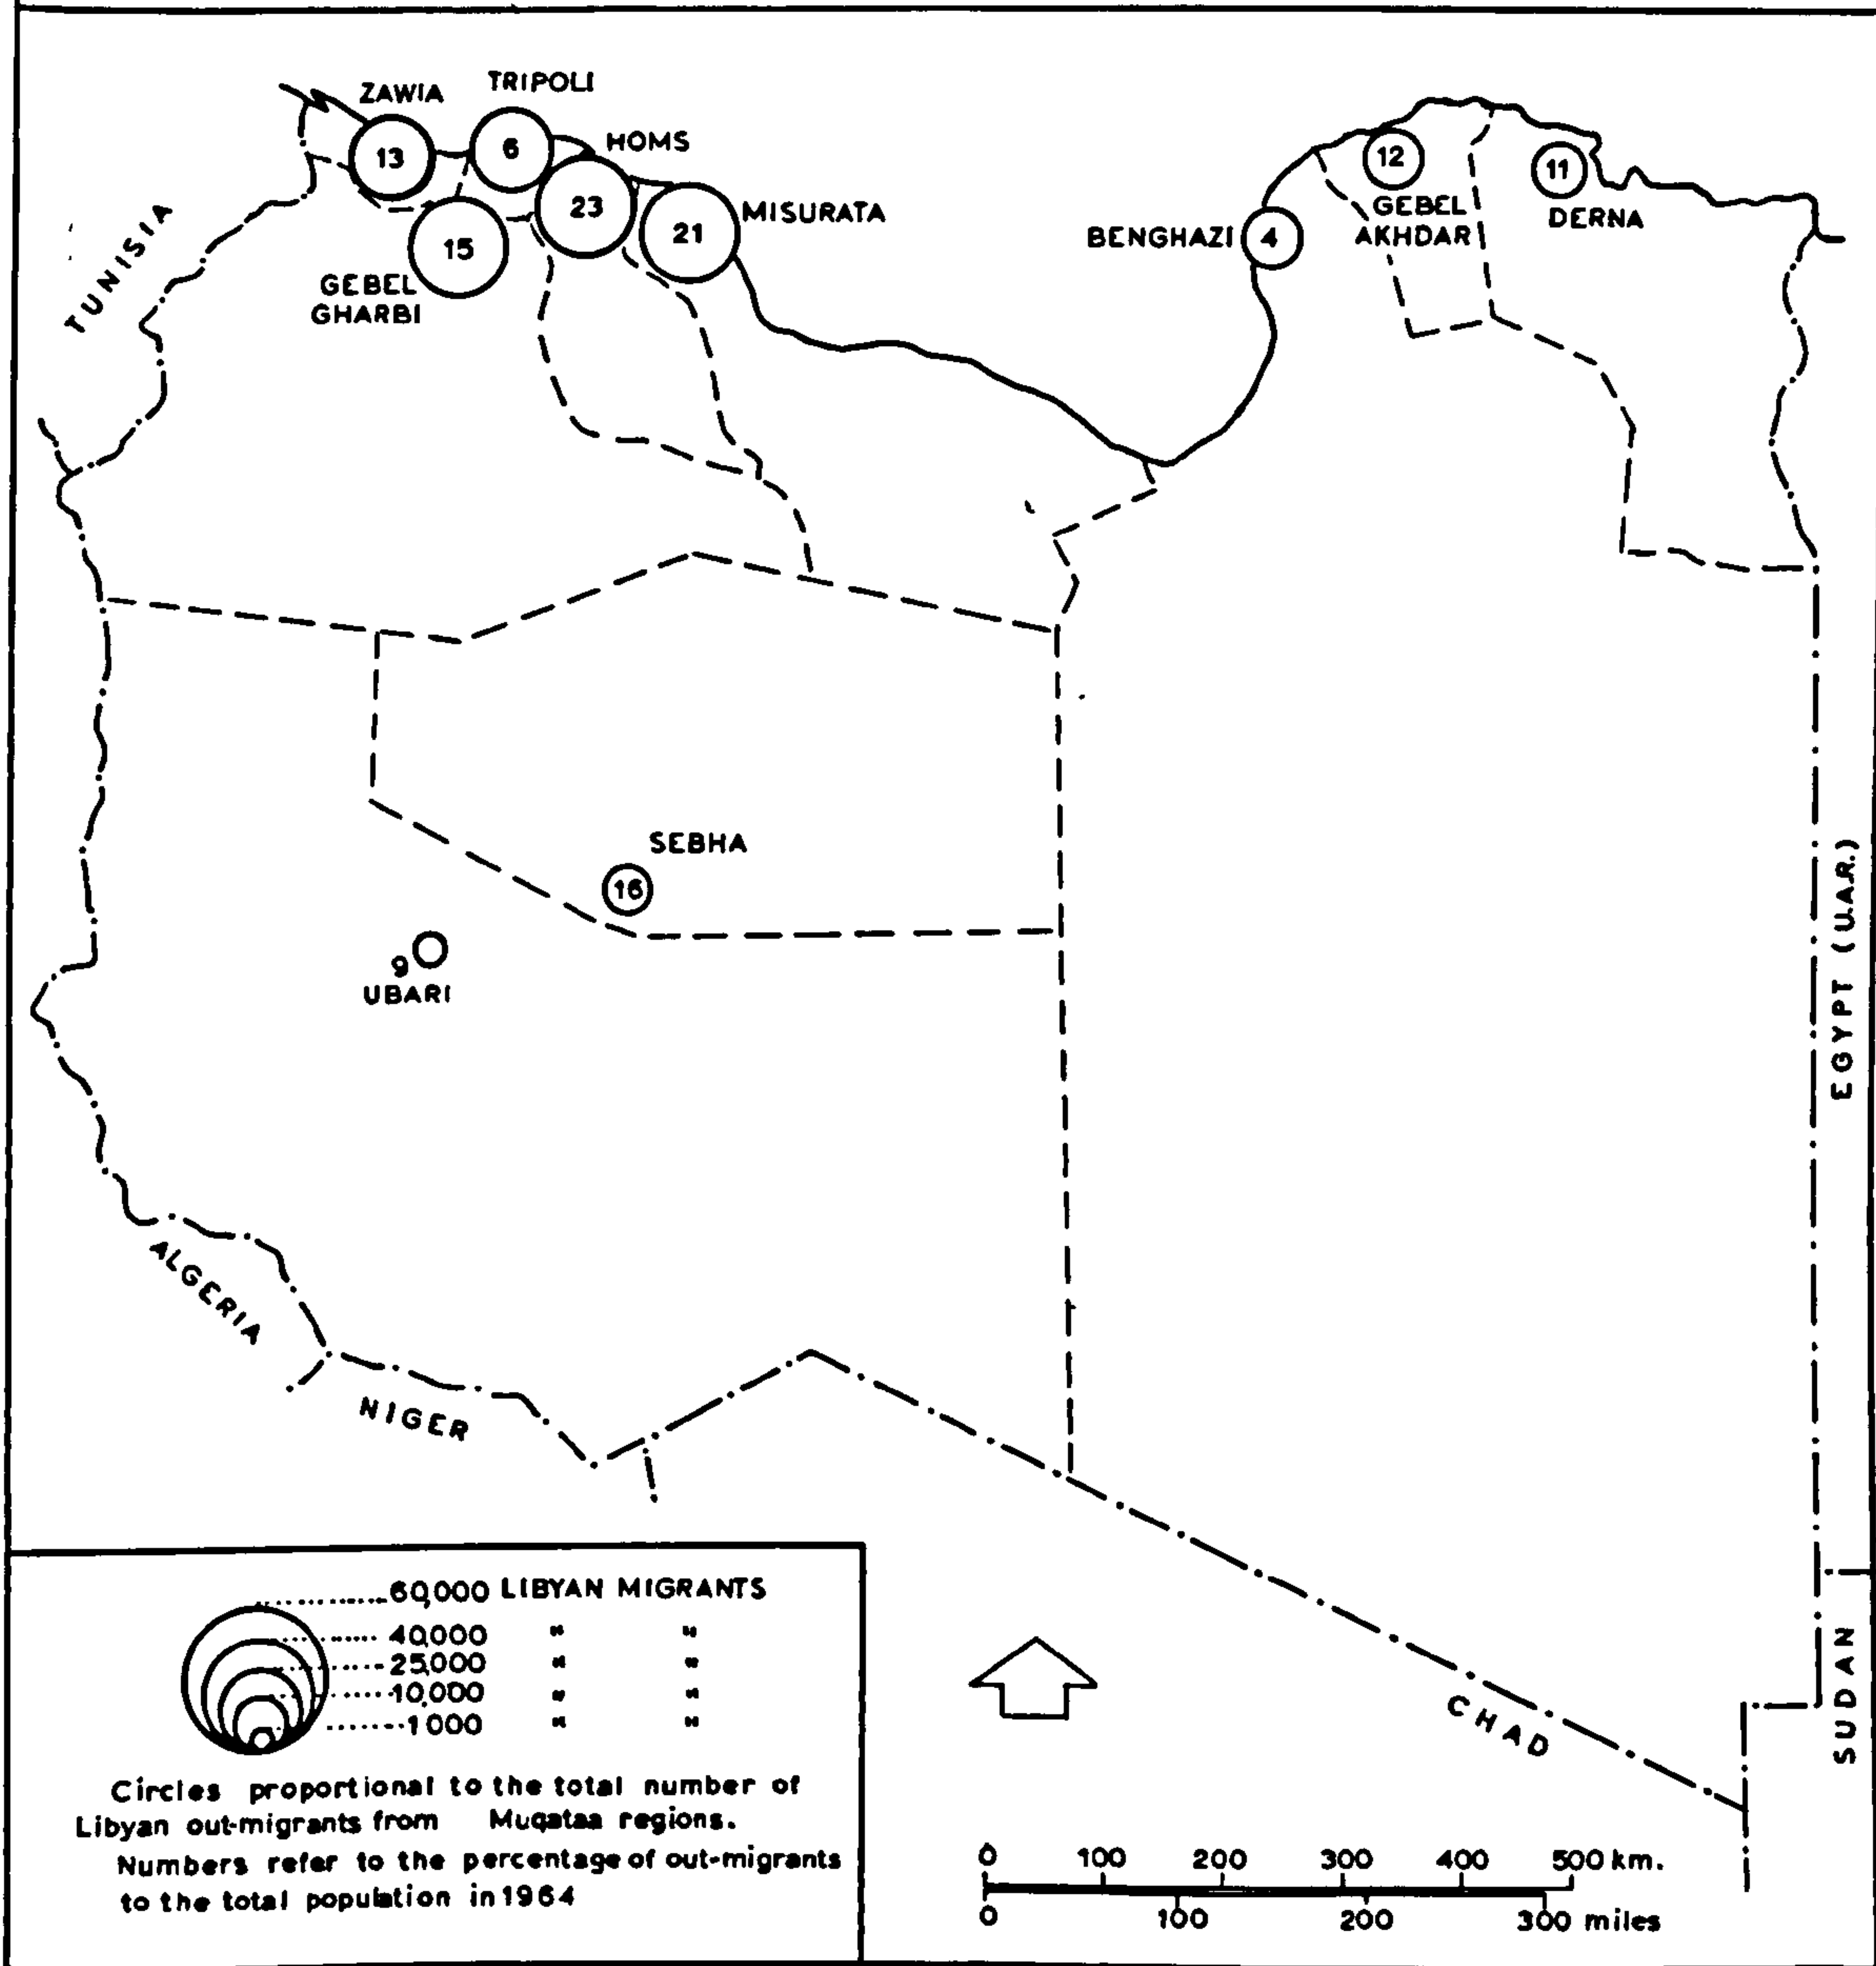 TRIPOLI
ZAWIA
HOMS
13
6
23
21
MISURATA
15
GEBEL
GHARBI
TUNISIA
12
11
GEBEL
AKHDAR
DERNA
BENGHAZI
4
SEBHA
16
9
UBARI
EGYPT (U.A.R.)
ALGERIA
NIGER
CHAD
SUDAN
60,000 LIBYAN MIGRANTS
40,000 " "
25,000 " "
10,000 " "
1,000 " "
Circles proportional to the total number of
Libyan out-migrants from Muqataa regions.
Numbers refer to the percentage of out-migrants
to the total population in 1964
0 100 200 300 400 500 km.
0 100 200 300 miles